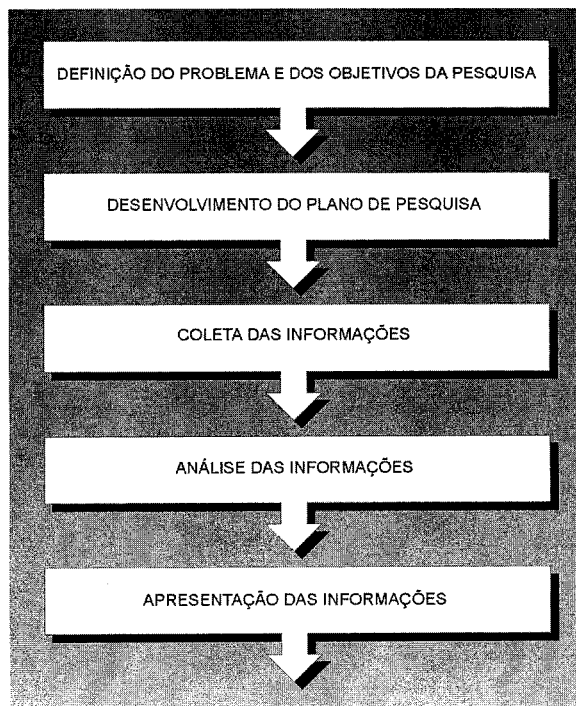 DEFINIÇÃO DO PROBLEMA E DOS OBJETIVOS DA PESQUISA
DESENVOLVIMENTO DO PLANO DE PESQUISA
COLETA DAS INFORMAÇÕES
ANÁLISE DAS INFORMAÇÕES
APRESENTAÇÃO DAS INFORMAÇÕES